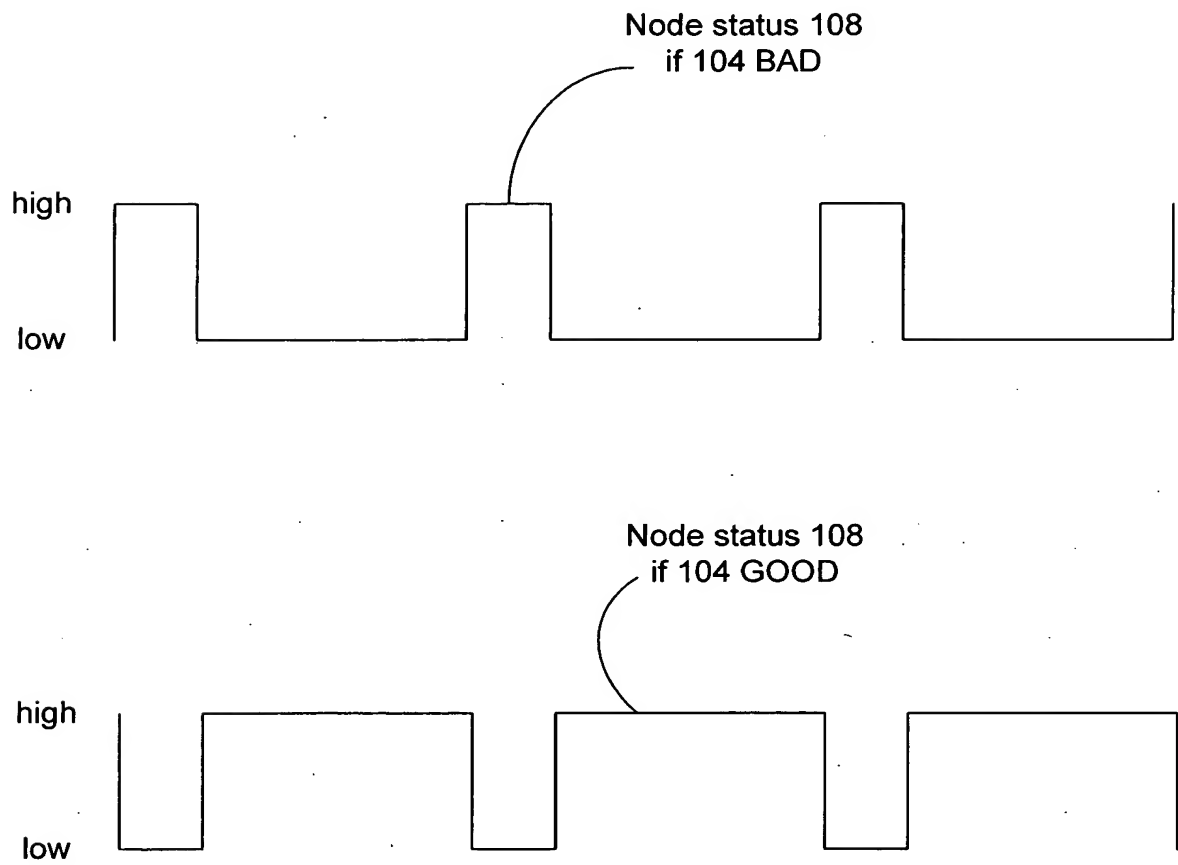 Node status 108
if 104 BAD
high
low
Node status 108
if 104 GOOD
high
low